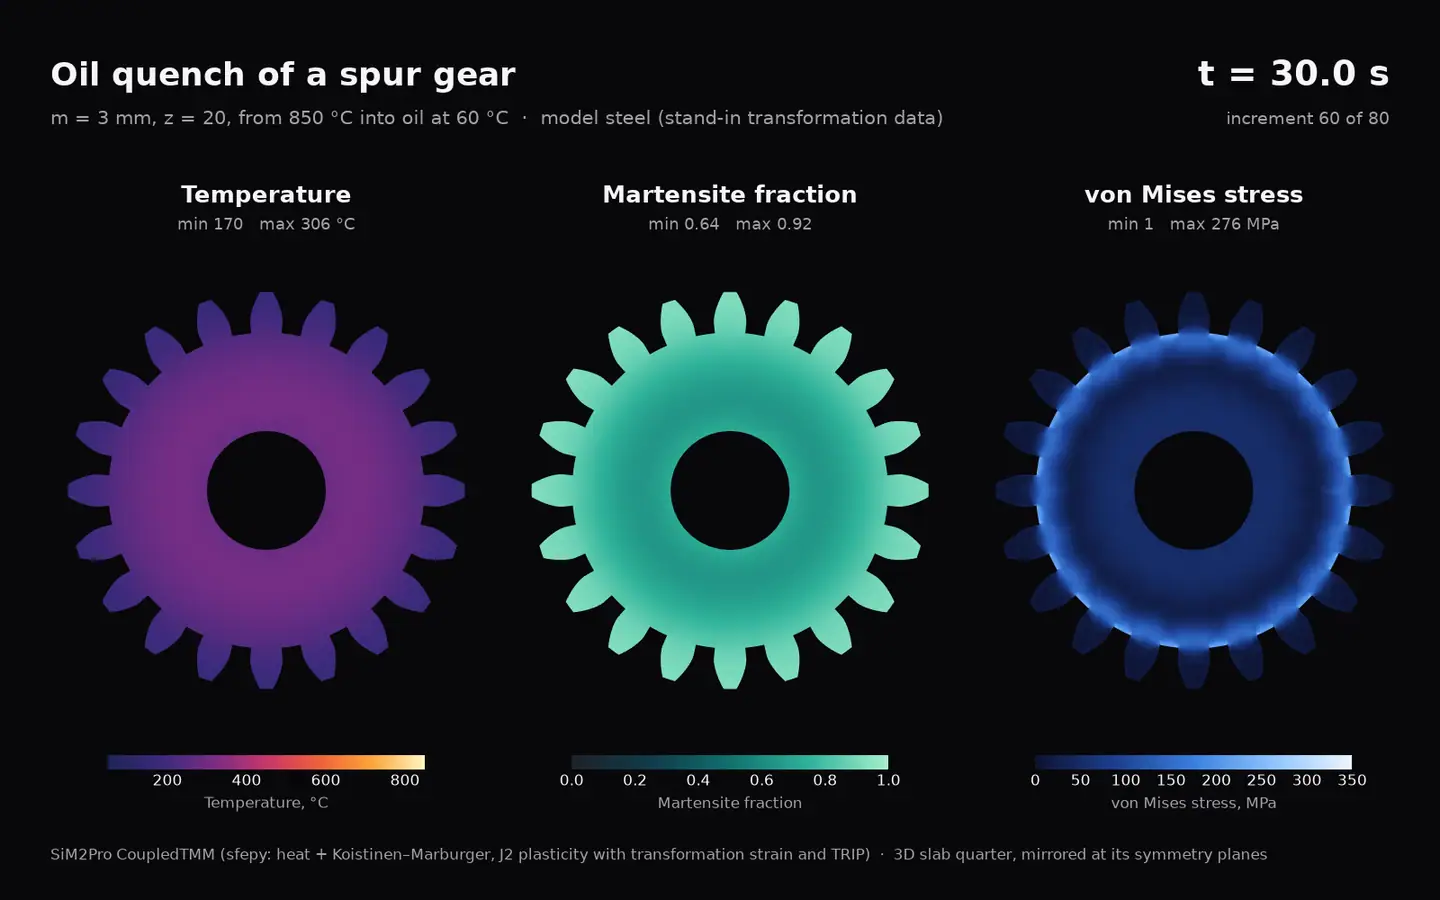 Oil quench of a spur gear
t = 30.0 s
m = 3 mm, z = 20, from 850 °C into oil at 60 °C · model steel (stand-in transformation data)
increment 60 of 80
Temperature
min 170 max 306 °C
Martensite fraction
min 0.64 max 0.92
von Mises stress
min 1 max 276 MPa
200 400 600 800
Temperature, °C
0.0 0.2 0.4 0.6 0.8 1.0
Martensite fraction
0 50 100 150 200 250 300 350
von Mises stress, MPa
SiM2Pro CoupledTMM (sfepy: heat + Koistinen–Marburger, J2 plasticity with transformation strain and TRIP) · 3D slab quarter, mirrored at its symmetry planes